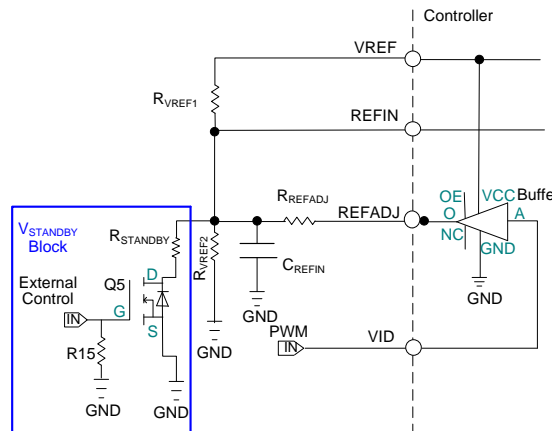 Controller
VREF
RVREF1
REFIN
RREFADJ
REFADJ
OE
O
NC
VCC
Buffe
A
GND
VSTANDBY
Block
RSTANDBY
RVREF2
CREFIN
External
Control
Q5
D
G
S
IN
R15
GND
GND
GND
GND
GND
PWM
IN
VID